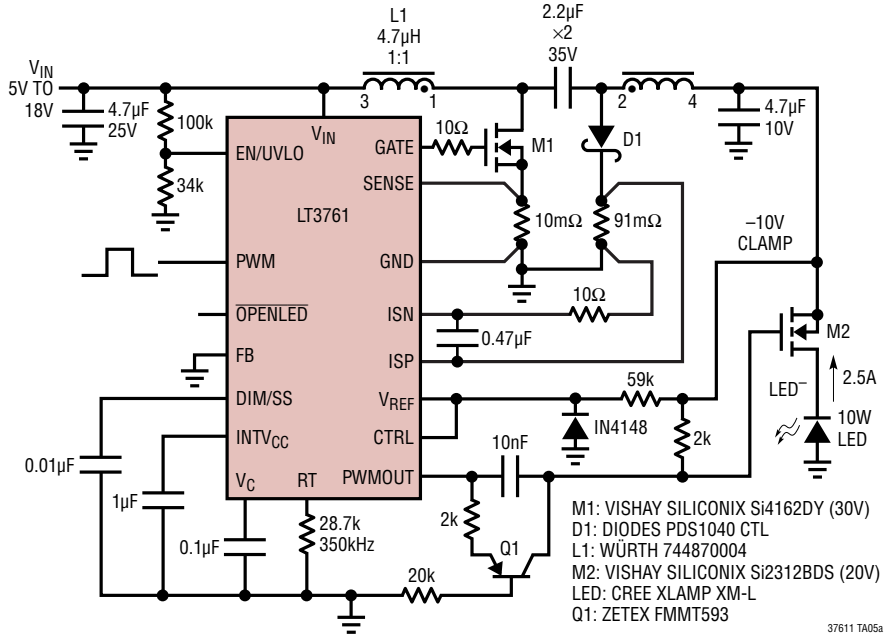 L1
4.7µH
1:1
2.2µF
×2
35V
VIN
5V TO
18V
4.7µF
25V
100k
34k
3
1
2
4
4.7µF
10V
VIN
EN/UVLO
LT3761
GATE
SENSE
10Ω
M1
D1
10mΩ
91mΩ
–10V
CLAMP
PWM
GND
10Ω
OPENLED
ISN
0.47µF
FB
ISP
M2
2.5A
LED–
10W
LED
DIM/SS
VREF
59k
IN4148
2k
INTVCC
CTRL
10nF
0.01µF
1µF
VC
RT
PWMOUT
0.1µF
28.7k
350kHz
2k
Q1
20k
M1: VISHAY SILICONIX Si4162DY (30V)
D1: DIODES PDS1040 CTL
L1: WÜRTH 744870004
M2: VISHAY SILICONIX Si2312BDS (20V)
LED: CREE XLAMP XM-L
Q1: ZETEX FMMT593
37611 TA05a